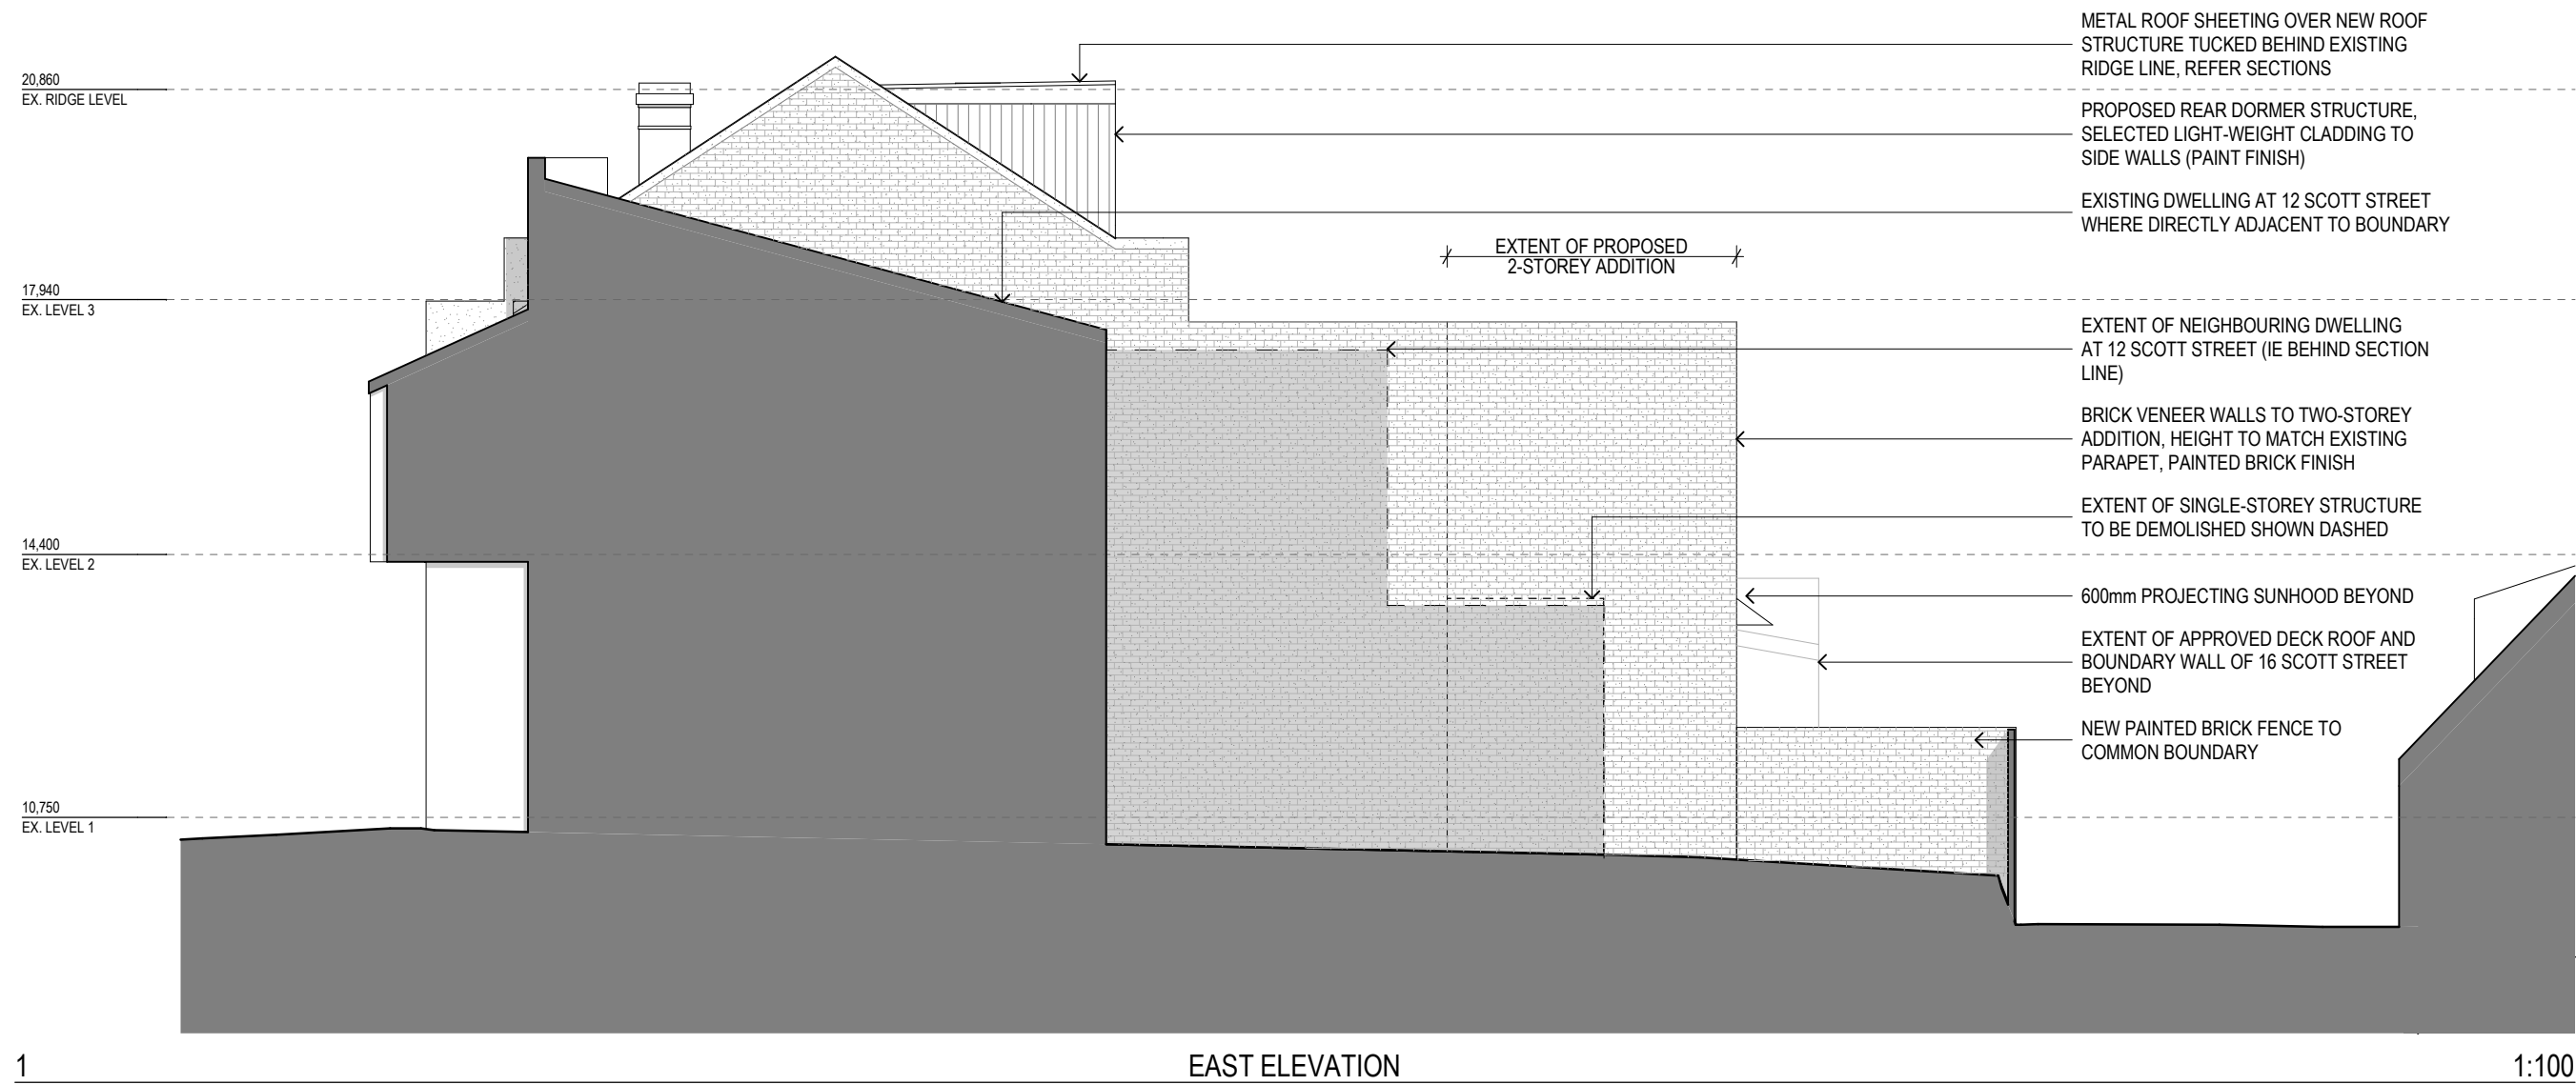 METAL ROOF SHEETING OVER NEW ROOF
STRUCTURE TUCKED BEHIND EXISTING
RIDGE LINE, REFER SECTIONS
20,860
EX. RIDGE LEVEL
PROPOSED REAR DORMER STRUCTURE,
SELECTED LIGHT-WEIGHT CLADDING TO
SIDE WALLS (PAINT FINISH)
EXISTING DWELLING AT 12 SCOTT STREET
WHERE DIRECTLY ADJACENT TO BOUNDARY
EXTENT OF PROPOSED
2-STOREY ADDITION
17,940
EX. LEVEL 3
EXTENT OF NEIGHBOURING DWELLING
AT 12 SCOTT STREET (IE BEHIND SECTION
LINE)
BRICK VENEER WALLS TO TWO-STOREY
ADDITION, HEIGHT TO MATCH EXISTING
PARAPET, PAINTED BRICK FINISH
EXTENT OF SINGLE-STOREY STRUCTURE
TO BE DEMOLISHED SHOWN DASHED
14,400
EX. LEVEL 2
600mm PROJECTING SUNHOOD BEYOND
EXTENT OF APPROVED DECK ROOF AND
BOUNDARY WALL OF 16 SCOTT STREET
BEYOND
NEW PAINTED BRICK FENCE TO
COMMON BOUNDARY
10,750
EX. LEVEL 1
1
EAST ELEVATION
1:100